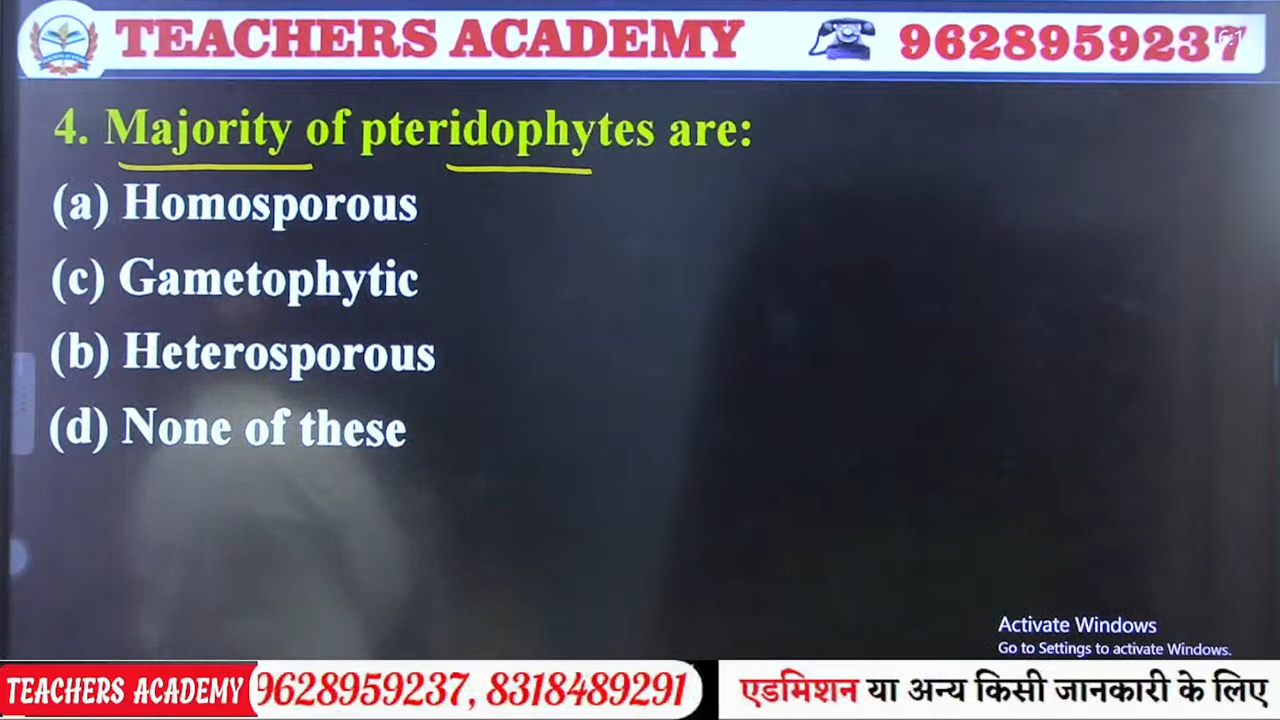 TEACHERS ACADEMY
9628959237
4. Majority of pteridophytes are:
(a) Homosporous
(c) Gametophytic
(b) Heterosporous
(d) None of these
Activate Windows
Go to Settings to activate Windows.
TEACHERS ACADEMY 9628959237, 8318489291 एडमिशन या अन्य किसी जानकारी के लिए